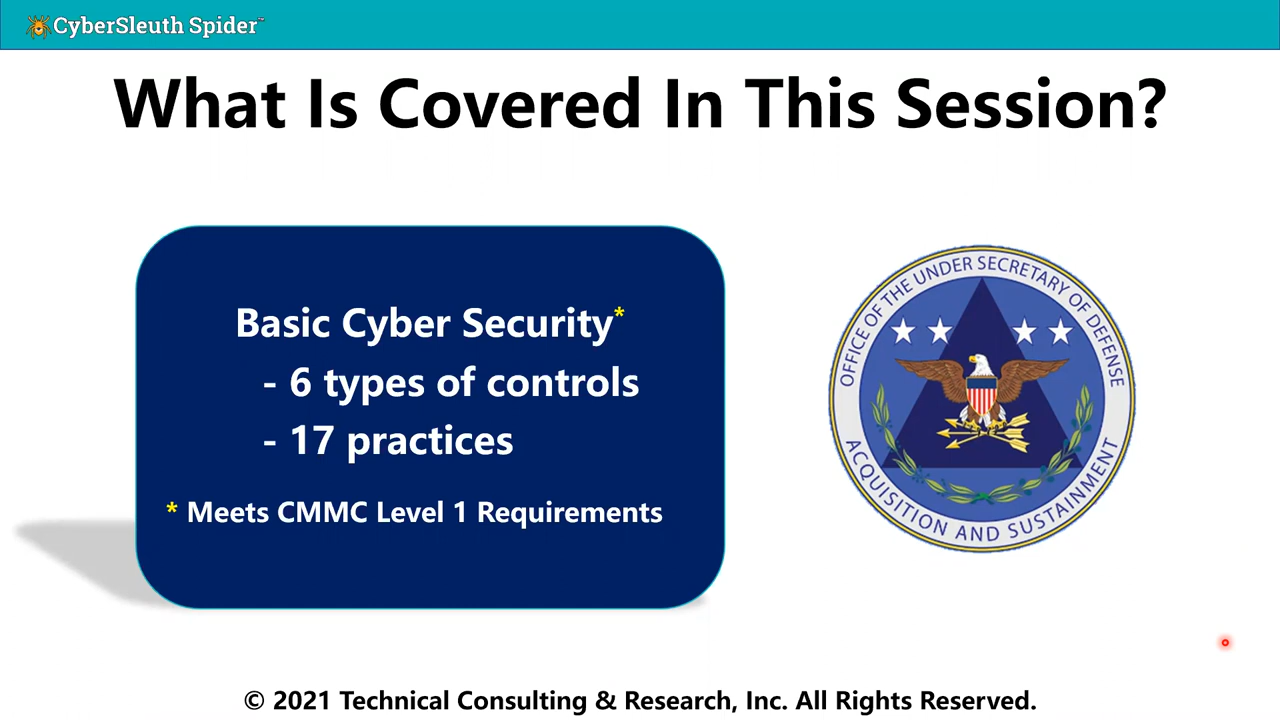 CyberSleuth Spider™
What Is Covered In This Session?
Basic Cyber Security*
- 6 types of controls
- 17 practices
* Meets CMMC Level 1 Requirements
OFFICE OF THE UNDER SECRETARY OF DEFENSE
ACQUISITION AND SUSTAINMENT
© 2021 Technical Consulting & Research, Inc. All Rights Reserved.